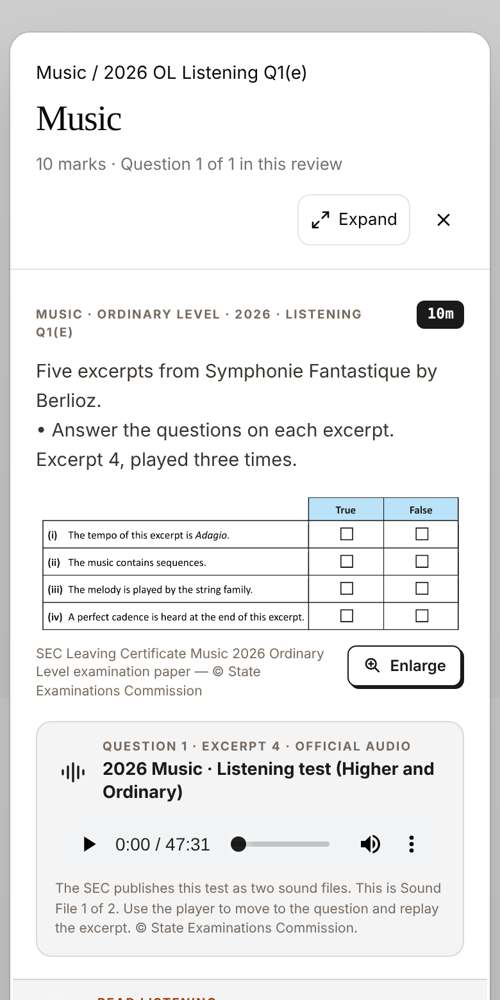 Music / 2026 OL Listening Q1(e)
Music
10 marks · Question 1 of 1 in this review
Expand
MUSIC · ORDINARY LEVEL · 2026 · LISTENING
Q1(E)
10m
Five excerpts from Symphonie Fantastique by
Berlioz.
• Answer the questions on each excerpt.
Excerpt 4, played three times.
True False
(i) The tempo of this excerpt is Adagio.
(ii) The music contains sequences.
(iii) The melody is played by the string family.
(iv) A perfect cadence is heard at the end of this excerpt.
SEC Leaving Certificate Music 2026 Ordinary
Level examination paper — © State
Examinations Commission
Enlarge
QUESTION 1 · EXCERPT 4 · OFFICIAL AUDIO
2026 Music · Listening test (Higher and
Ordinary)
0:00 / 47:31
The SEC publishes this test as two sound files. This is Sound
File 1 of 2. Use the player to move to the question and replay
the excerpt. © State Examinations Commission.
READ LISTENING